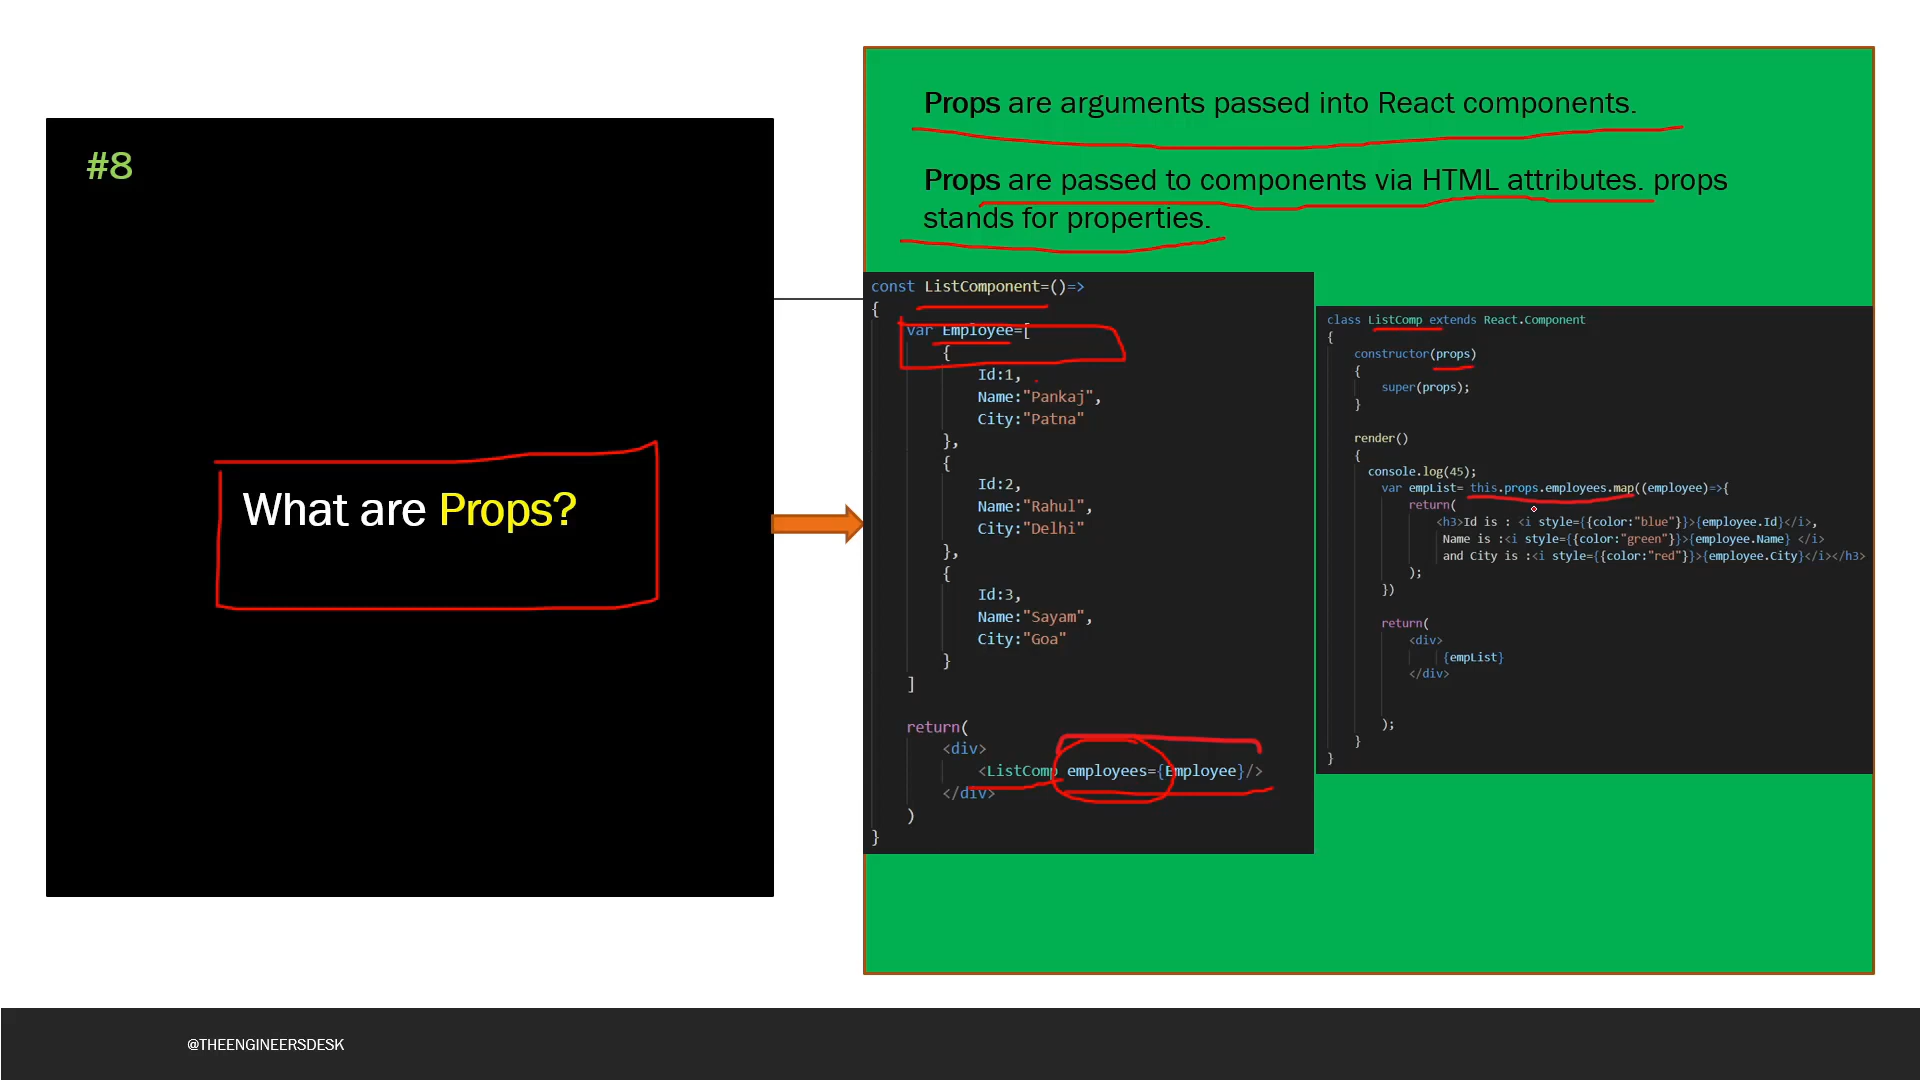 #8
What are Props?
Props are arguments passed into React components.
Props are passed to components via HTML attributes. props
stands for properties.
const ListComponent=()=>
{
var Employee=[
{
Id:1,
Name:"Pankaj",
City:"Patna"
},
{
Id:2,
Name:"Rahul",
City:"Delhi"
},
{
Id:3,
Name:"Sayam",
City:"Goa"
}
]
return(
<div>
<ListComp employees={Employee}/>
</div>
)
}
class ListComp extends React.Component
{
constructor(props)
{
super(props);
}
render()
{
console.log(45);
var empList= this.props.employees.map((employee)=>{
return(
<h3>Id is : <i style={{color:"blue"}}>{employee.Id}</i>,
Name is :<i style={{color:"green"}}>{employee.Name} </i>
and City is :<i style={{color:"red"}}>{employee.City}</i></h3>
);
})
return(
<div>
{empList}
</div>
);
}
}
@THEENGINEERSDESK